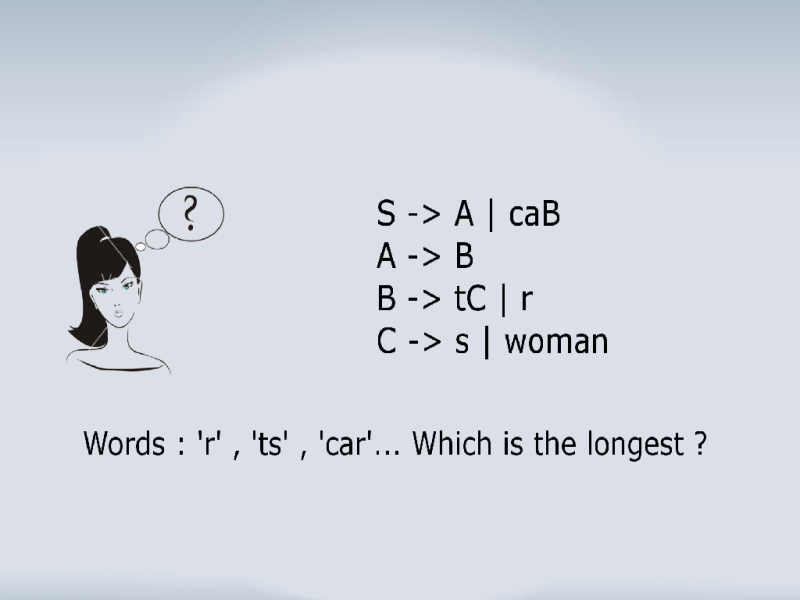 ?
S -> A | caB
A -> B
B -> tC | r
C -> s | woman
Words : 'r' , 'ts' , 'car'... Which is the longest ?